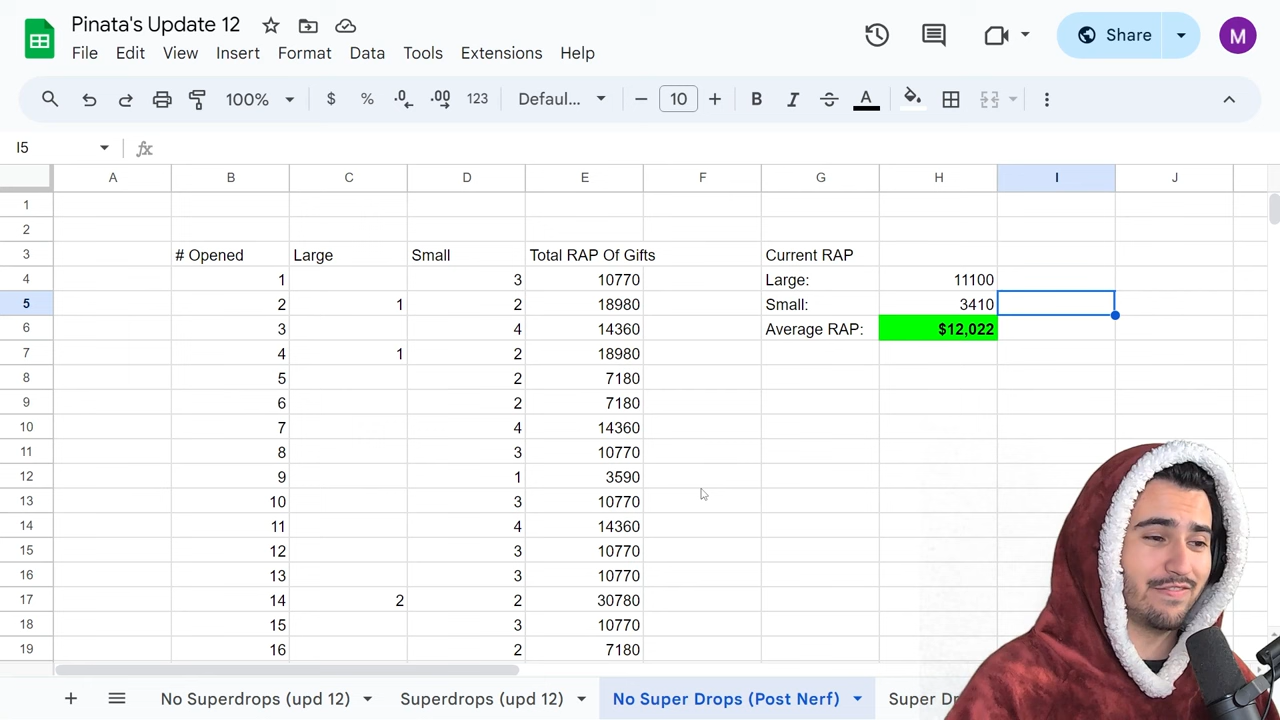 Pinata's Update 12
File Edit View Insert Format Data Tools Extensions Help
Share
M
100% $ % .0 .00 123 Defaul... 10 B I A
I5 fx
A B C D E F G H I J
1
2
3 # Opened Large Small Total RAP Of Gifts Current RAP
4 1 3 10770 Large: 11100
5 2 1 2 18980 Small: 3410
6 3 4 14360 Average RAP: $12,022
7 4 1 2 18980
8 5 2 7180
9 6 2 7180
10 7 4 14360
11 8 3 10770
12 9 1 3590
13 10 3 10770
14 11 4 14360
15 12 3 10770
16 13 3 10770
17 14 2 2 30780
18 15 3 10770
19 16 2 7180
No Superdrops (upd 12) Superdrops (upd 12) No Super Drops (Post Nerf) Super Dr